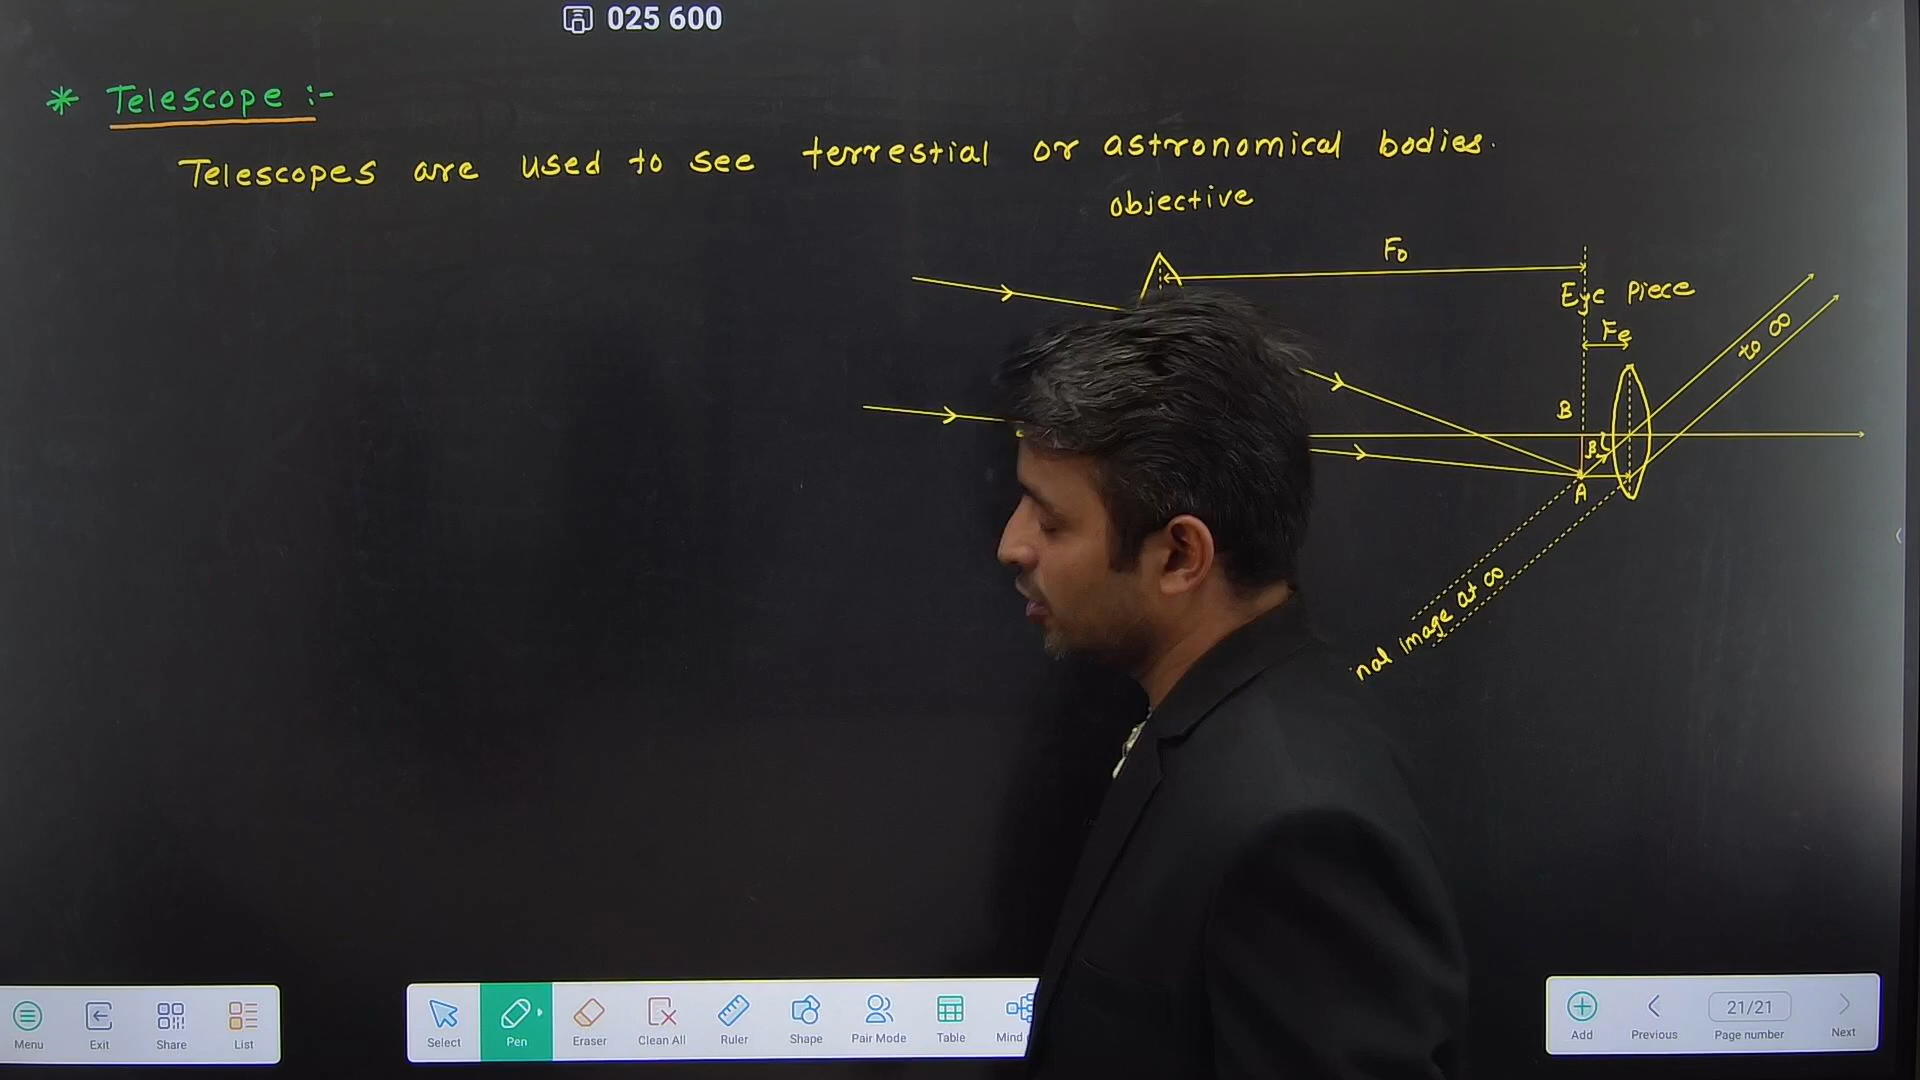 025 600
* Telescope :-
Telescopes are used to see terrestial or astronomical bodies.
objective
Fo
Eye Piece
Fe
to ∞
B
β
A
nal image at ∞
Menu
Exit
Share
List
Select
Pen
Eraser
Clean All
Ruler
Shape
Pair Mode
Table
Mind
Add
Previous
21/21
Page number
Next